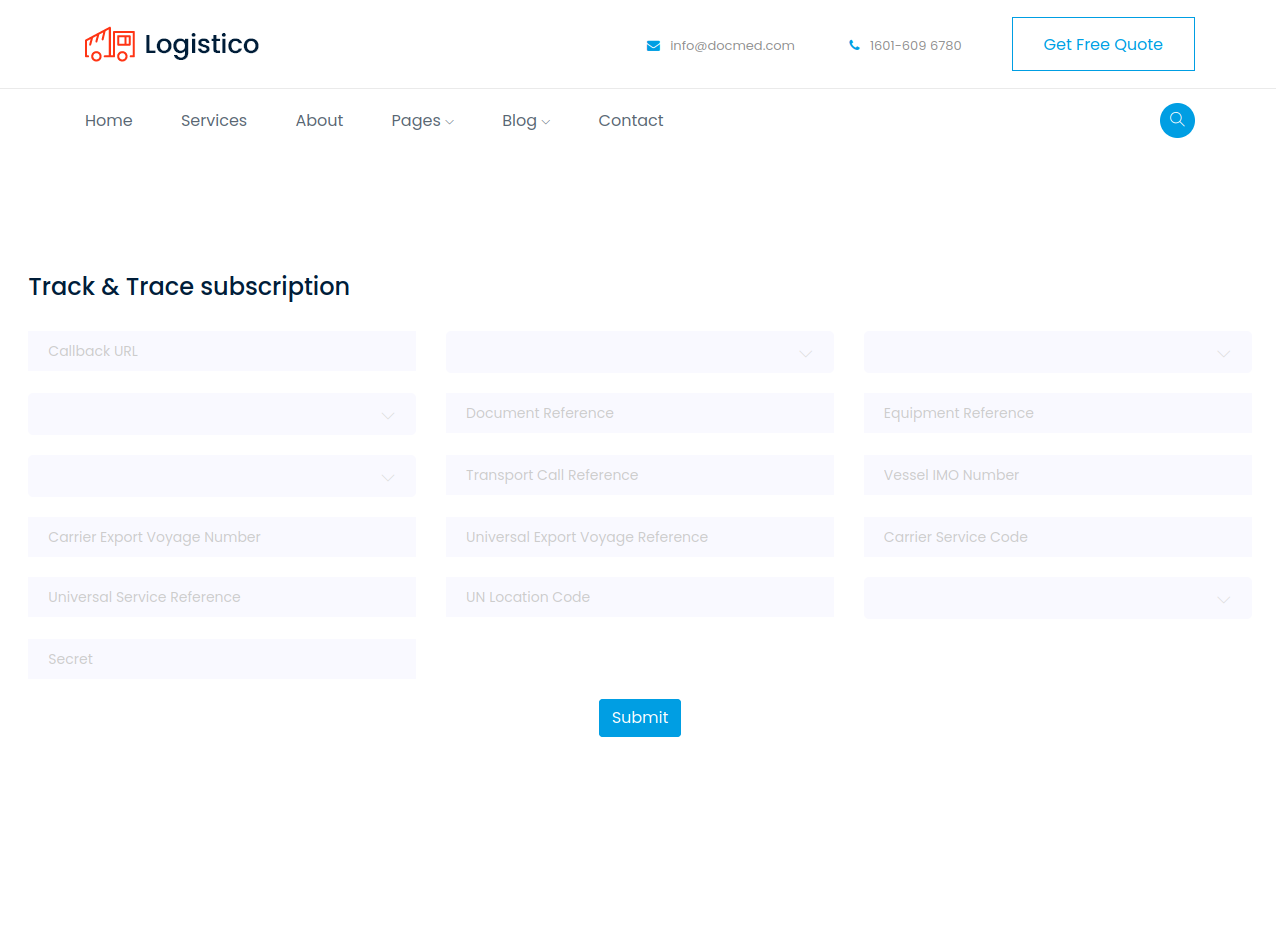 Logistico
info@docmed.com
1601-609 6780
Get Free Quote
Home Services About Pages Blog Contact
Track & Trace subscription
Callback URL
Document Reference Equipment Reference
Transport Call Reference Vessel IMO Number
Carrier Export Voyage Number Universal Export Voyage Reference Carrier Service Code
Universal Service Reference UN Location Code
Secret
Submit